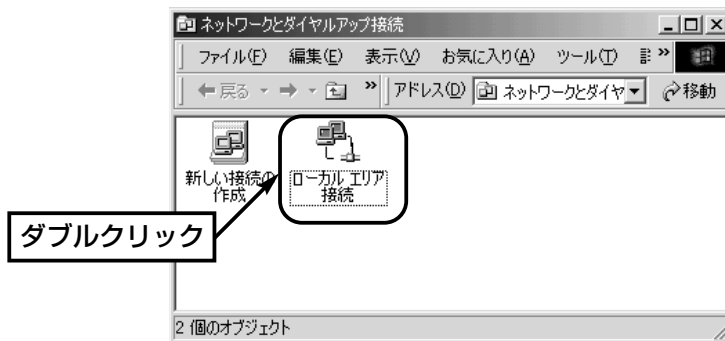 ネットワークとダイヤルアップ接続
ファイル(F) 編集(E) 表示(V) お気に入り(A) ツール(T) »
戻る » アドレス(D) ネットワークとダイヤ 移動
新しい接続の
作成
ローカル エリア
接続
ダブルクリック
2 個のオブジェクト